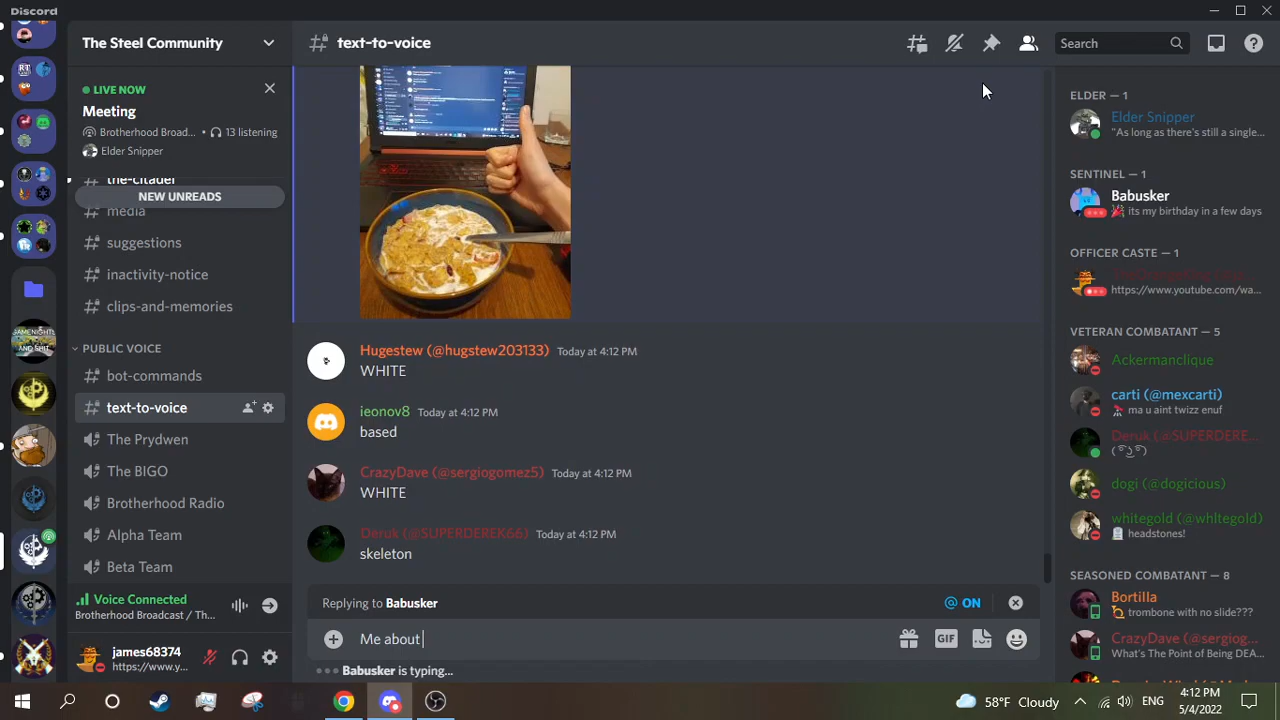 Discord
The Steel Community
LIVE NOW
Meeting
Brotherhood Broad... • 13 listening
Elder Snipper
the-citadel
NEW UNREADS
media
suggestions
inactivity-notice
clips-and-memories
PUBLIC VOICE
bot-commands
text-to-voice
The Prydwen
The BIGO
Brotherhood Radio
Alpha Team
Beta Team
Voice Connected
Brotherhood Broadcast / Th...
james68374
https://www.y...
text-to-voice
Search
Hugestew (@hugstew203133) Today at 4:12 PM
WHITE
ieonov8 Today at 4:12 PM
based
CrazyDave (@sergiogomez5) Today at 4:12 PM
WHITE
Deruk (@SUPERDEREK66) Today at 4:12 PM
skeleton
Replying to Babusker
@ ON
Me about
GIF
Babusker is typing...
ELDER — 1
Elder Snipper
"As long as there's still a single...
SENTINEL — 1
Babusker
its my birthday in a few days
OFFICER CASTE — 1
https://www.youtube.com/wa...
VETERAN COMBATANT — 5
Ackermanclique
carti (@mexcarti)
ma u aint twizz enuf
Deruk (@SUPERDERE...
( ͡° ͜ʖ ͡°)
dogi (@dogicious)
whitegold (@whltegold)
headstones!
SEASONED COMBATANT — 8
Bortilla
trombone with no slide???
CrazyDave (@sergiog...
What's The Point of Being DEA...
58°F Cloudy
ENG
4:12 PM
5/4/2022